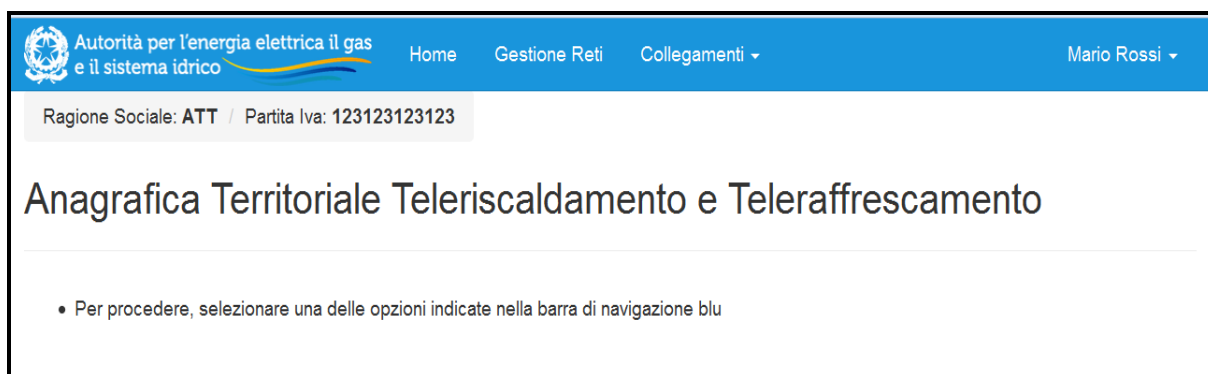 Autorità per l'energia elettrica il gas
e il sistema idrico
Home Gestione Reti Collegamenti Mario Rossi
Ragione Sociale: ATT / Partita Iva: 123123123123
Anagrafica Territoriale Teleriscaldamento e Teleraffrescamento
• Per procedere, selezionare una delle opzioni indicate nella barra di navigazione blu